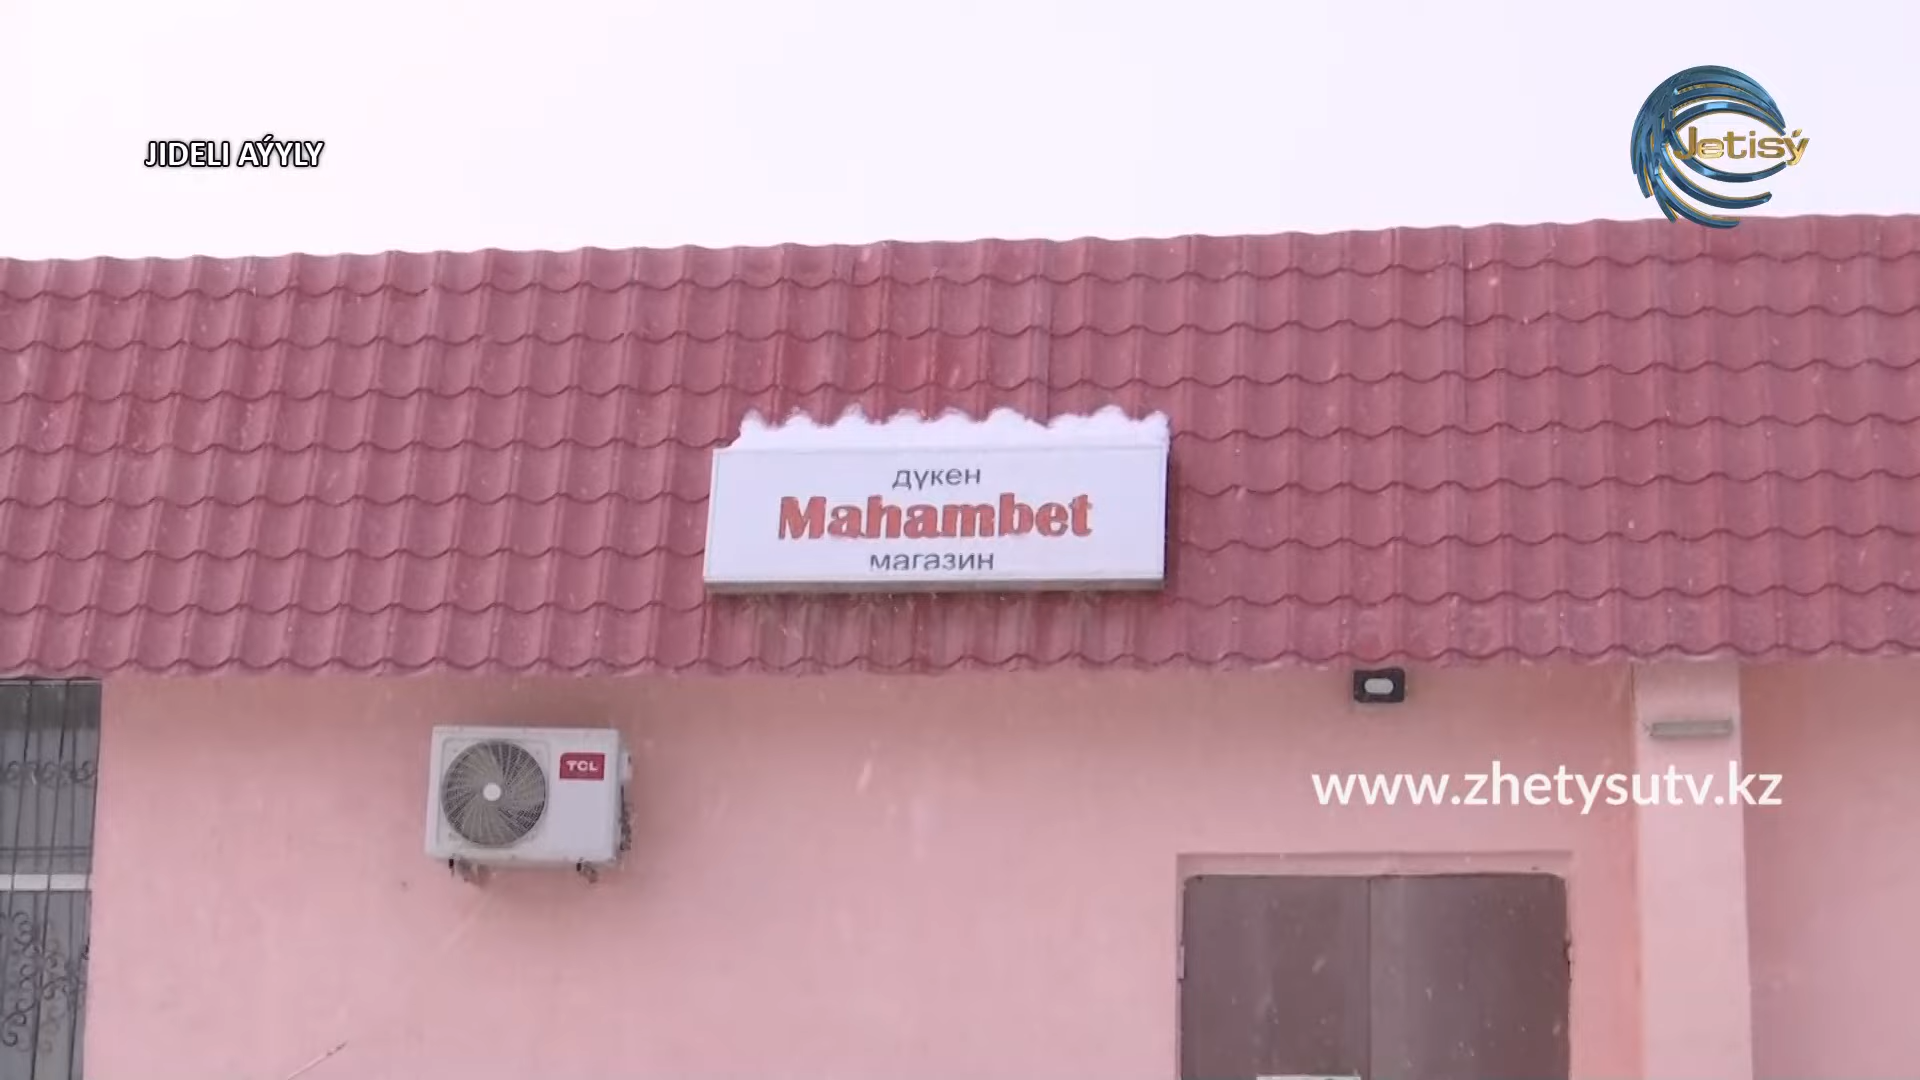 JIDELI AÝYLY
Jetisý
дүкен
Mahambet
магазин
TCL
www.zhetysutv.kz